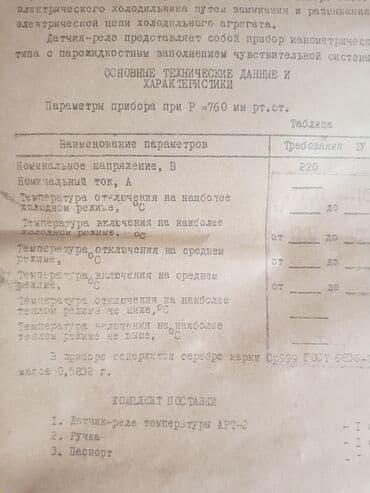 электрического холодильника путем замыкания и размыкания
электрической цепи холодильного агрегата.
Датчик-реле представляет собой прибор манометрическ
типа с парожидкостным заполнением чувствительной системы
ОСНОВНЫЕ ТЕХНИЧЕСКИЕ ДАННЫЕ И
ХАРАКТЕРИСТИКИ
Параметры прибора при P =760 мм рт.ст.
Таблица
Наименование параметров Требования ТУ
Номинальное напряжение, В 220
Номинальный ток, А
Температура отключения на наиболее
холодном режиме, °С от до
Температура включения на наиболее
холодном режиме, °С от до
Температура отключения на среднем
режиме, °С от до
Температура включения на среднем
режиме, °С от до
Температура отключения на наиболее
теплом режиме не ниже, °С
Температура включения на наиболее
теплом режиме не выше, °С
В приборе содержится серебро марки Ср999 ГОСТ 6836-
массе 0,5832 г.
КОМПЛЕКТ ПОСТАВКИ
1. Датчик-реле температуры АРТ-2 - I
2. Ручка - I
3. Паспорт - I